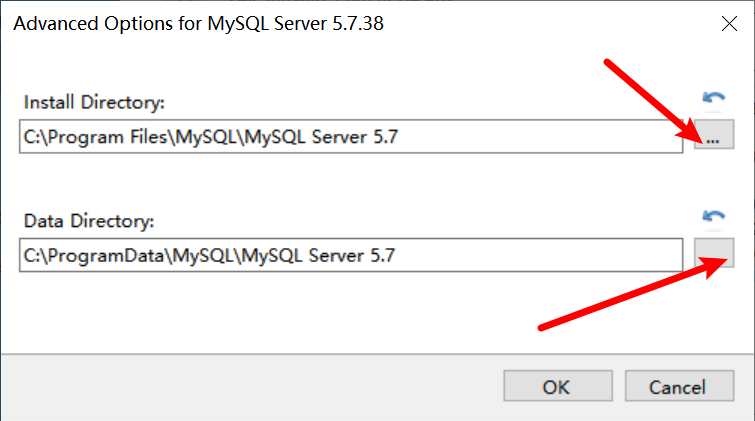 Advanced Options for MySQL Server 5.7.38
Install Directory:
C:\Program Files\MySQL\MySQL Server 5.7
...
Data Directory:
C:\ProgramData\MySQL\MySQL Server 5.7
OK
Cancel